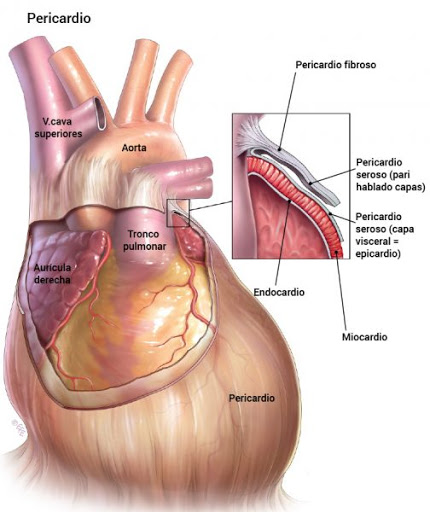 Pericardio
V.cava
superiores
Aorta
Tronco
pulmonar
Aurícula
derecha
Pericardio
Pericardio fibroso
Pericardio
seroso (pari
hablado capas)
Pericardio
seroso (capa
visceral =
epicardio)
Endocardio
Miocardio